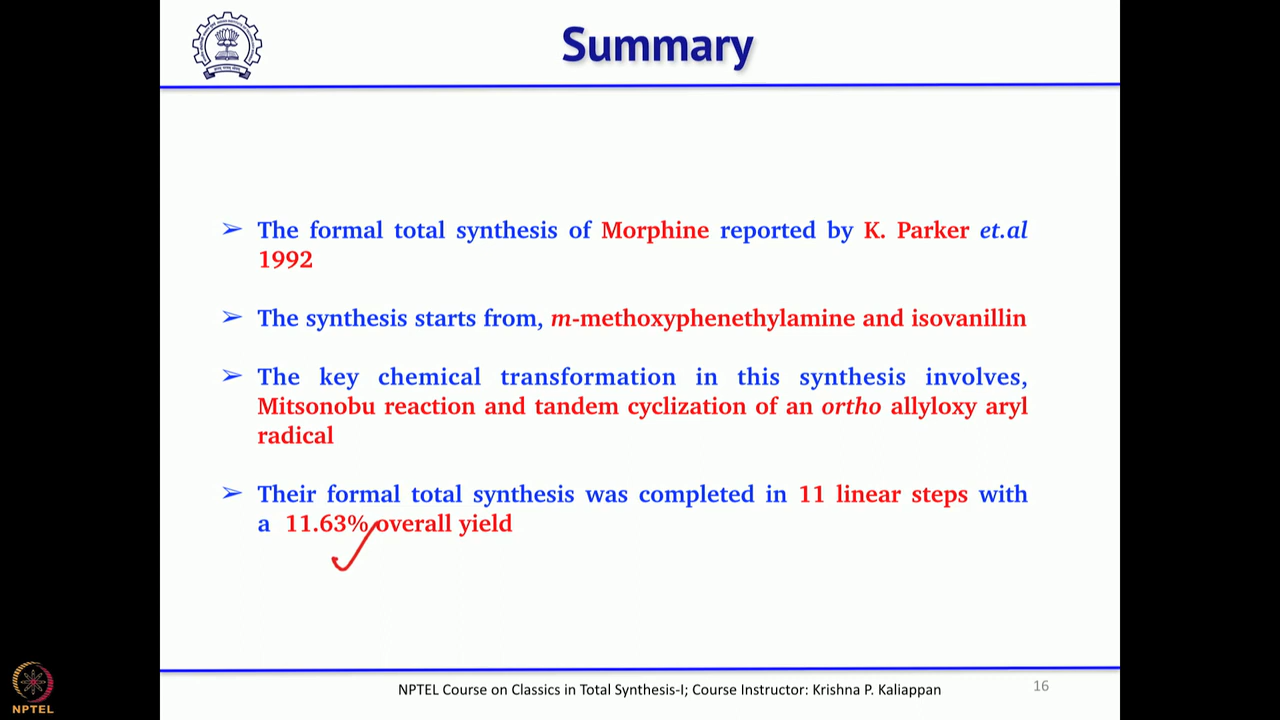 Summary
➢ The formal total synthesis of Morphine reported by K. Parker et.al
1992
➢ The synthesis starts from, m-methoxyphenethylamine and isovanillin
➢ The key chemical transformation in this synthesis involves,
Mitsonobu reaction and tandem cyclization of an ortho allyloxy aryl
radical
➢ Their formal total synthesis was completed in 11 linear steps with
a 11.63% overall yield
NPTEL Course on Classics in Total Synthesis-I; Course Instructor: Krishna P. Kaliappan
16
NPTEL